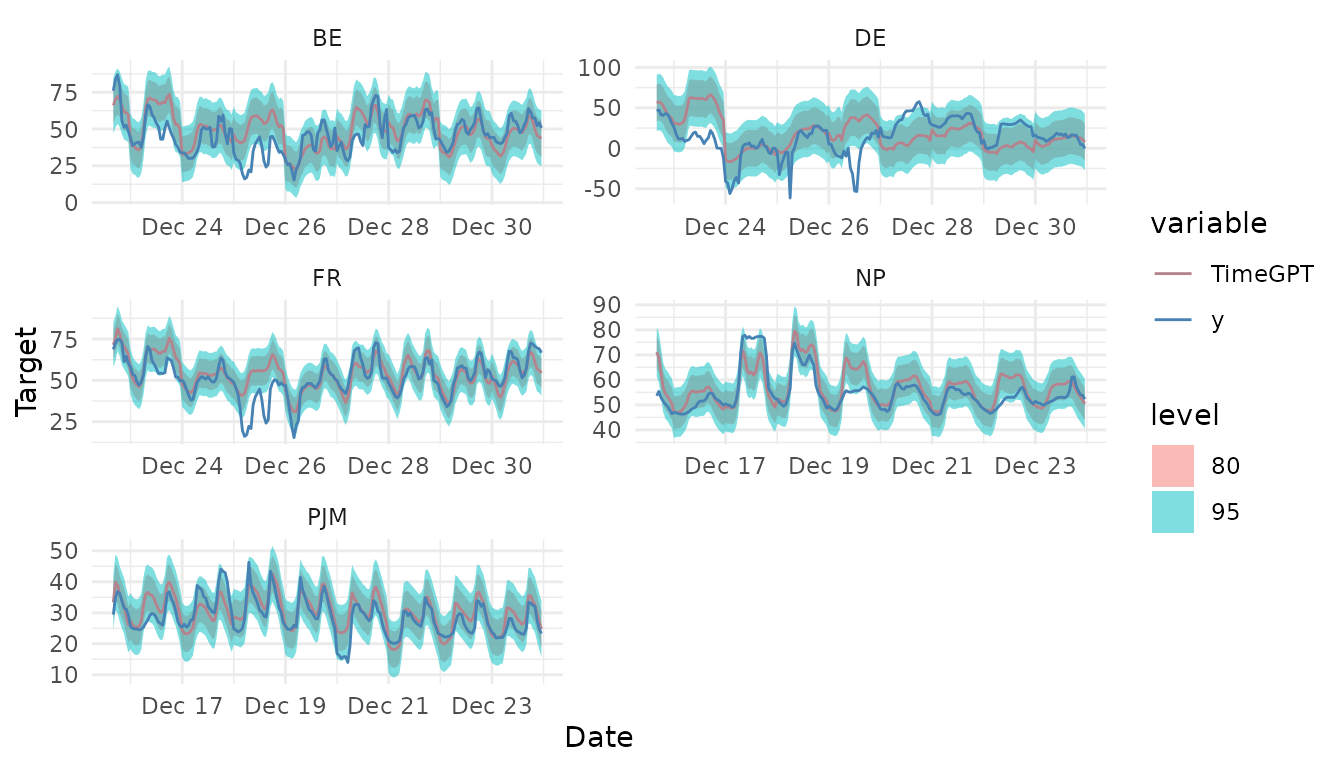 BE
DE
100
75
50
25
0
50
0
-50
Dec 24
Dec 26
Dec 28
Dec 30
Dec 24
Dec 26
Dec 28
Dec 30
FR
NP
75
50
25
90
80
70
60
50
40
Dec 24
Dec 26
Dec 28
Dec 30
Dec 17
Dec 19
Dec 21
Dec 23
PJM
50
40
30
20
10
Dec 17
Dec 19
Dec 21
Dec 23
Target
Date
variable
TimeGPT
y
level
80
95